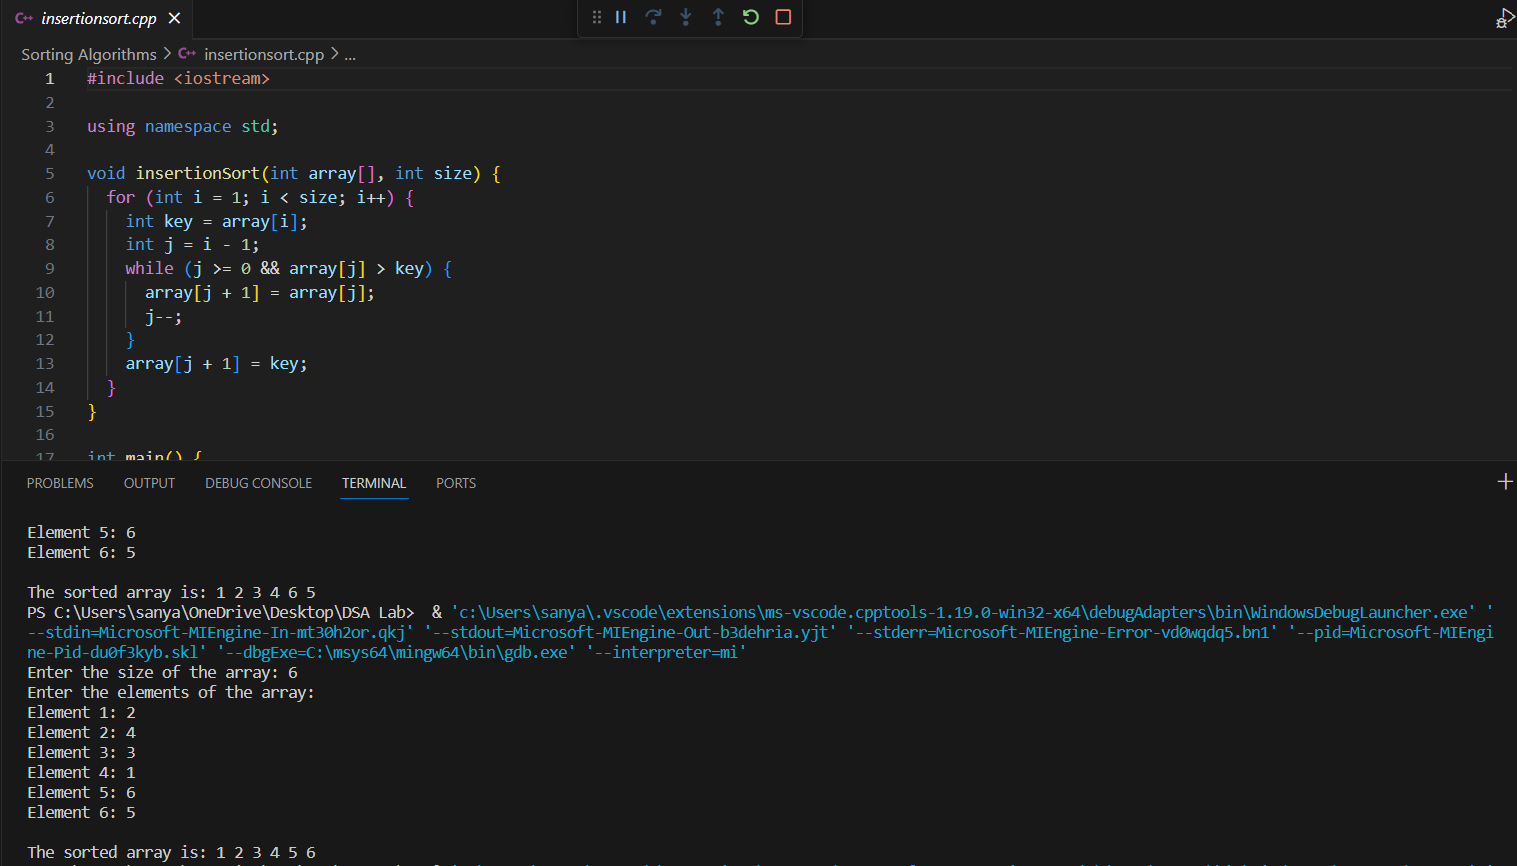 C++ insertionsort.cpp ×
Sorting Algorithms > C++ insertionsort.cpp > ...
1 #include <iostream>
2
3 using namespace std;
4
5 void insertionSort(int array[], int size) {
6 for (int i = 1; i < size; i++) {
7 int key = array[i];
8 int j = i - 1;
9 while (j >= 0 && array[j] > key) {
10 array[j + 1] = array[j];
11 j--;
12 }
13 array[j + 1] = key;
14 }
15 }
16
17 int main() {
PROBLEMS OUTPUT DEBUG CONSOLE TERMINAL PORTS
Element 5: 6
Element 6: 5
The sorted array is: 1 2 3 4 6 5
PS C:\Users\sanya\OneDrive\Desktop\DSA Lab> & 'c:\Users\sanya\.vscode\extensions\ms-vscode.cpptools-1.19.0-win32-x64\debugAdapters\bin\WindowsDebugLauncher.exe' '
--stdin=Microsoft-MIEngine-In-mt30h2or.qkj' '--stdout=Microsoft-MIEngine-Out-b3dehria.yjt' '--stderr=Microsoft-MIEngine-Error-vd0wqdq5.bn1' '--pid=Microsoft-MIEngi
ne-Pid-du0f3kyb.skl' '--dbgExe=C:\msys64\mingw64\bin\gdb.exe' '--interpreter=mi'
Enter the size of the array: 6
Enter the elements of the array:
Element 1: 2
Element 2: 4
Element 3: 3
Element 4: 1
Element 5: 6
Element 6: 5
The sorted array is: 1 2 3 4 5 6